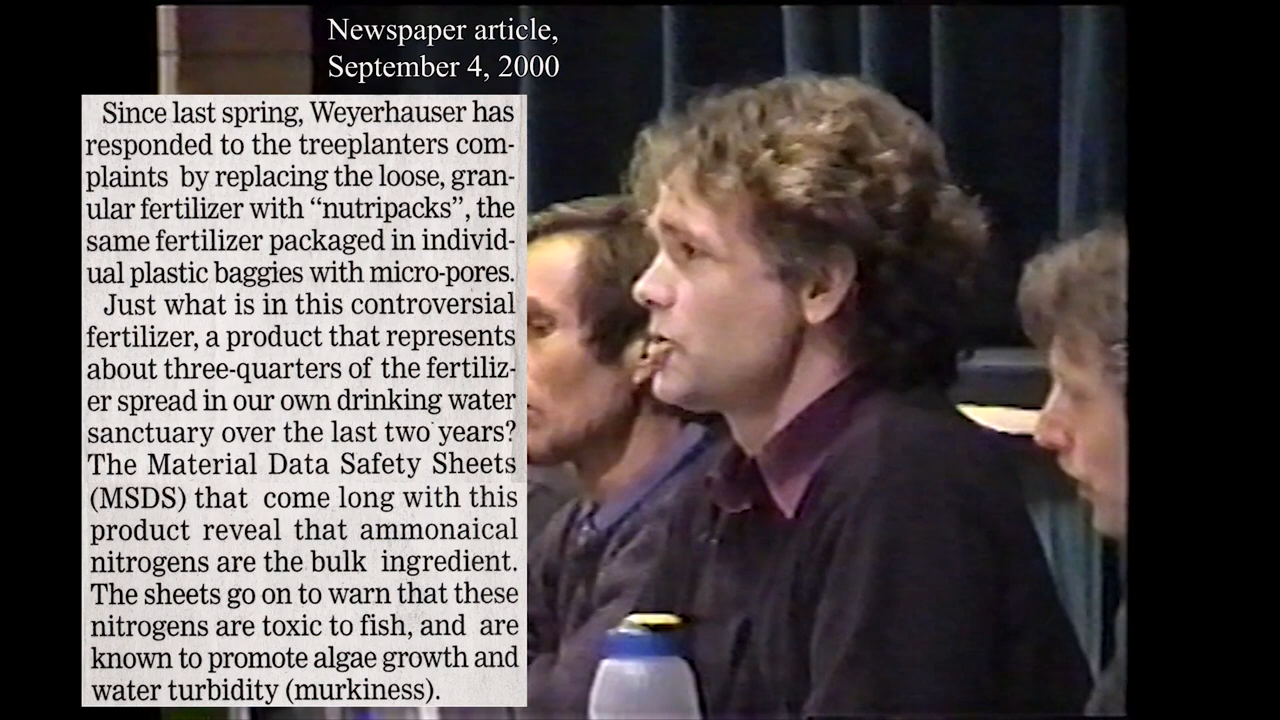 Newspaper article,
September 4, 2000
Since last spring, Weyerhauser has
responded to the treeplanters com-
plaints by replacing the loose, gran-
ular fertilizer with “nutripacks”, the
same fertilizer packaged in individ-
ual plastic baggies with micro-pores.
Just what is in this controversial
fertilizer, a product that represents
about three-quarters of the fertiliz-
er spread in our own drinking water
sanctuary over the last two years?
The Material Data Safety Sheets
(MSDS) that come long with this
product reveal that ammonaical
nitrogens are the bulk ingredient.
The sheets go on to warn that these
nitrogens are toxic to fish, and are
known to promote algae growth and
water turbidity (murkiness).